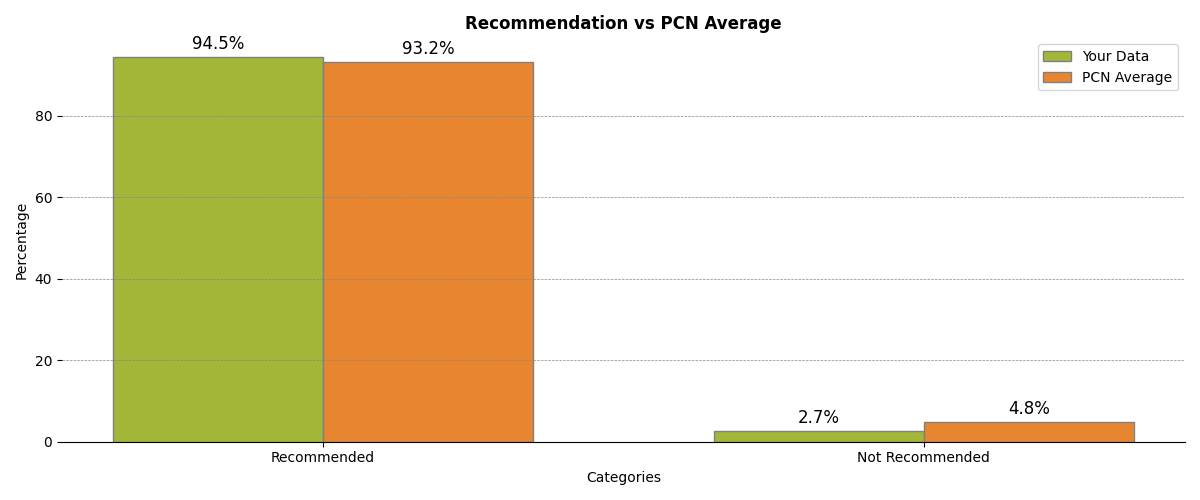 Recommendation vs PCN Average
94.5%
93.2%
Your Data
PCN Average
80
60
40
20
0
Percentage
2.7%
4.8%
Recommended
Not Recommended
Categories